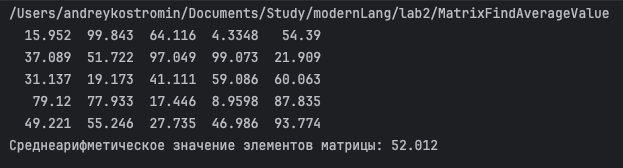 /Users/andreykostromin/Documents/Study/modernLang/lab2/MatrixFindAverageValue
15.952 99.843 64.116 4.3348 54.39
37.089 51.722 97.049 99.073 21.909
31.137 19.173 41.111 59.086 60.063
79.12 77.933 17.446 8.9598 87.835
49.221 55.246 27.735 46.986 93.774
Среднеарифметическое значение элементов матрицы: 52.012